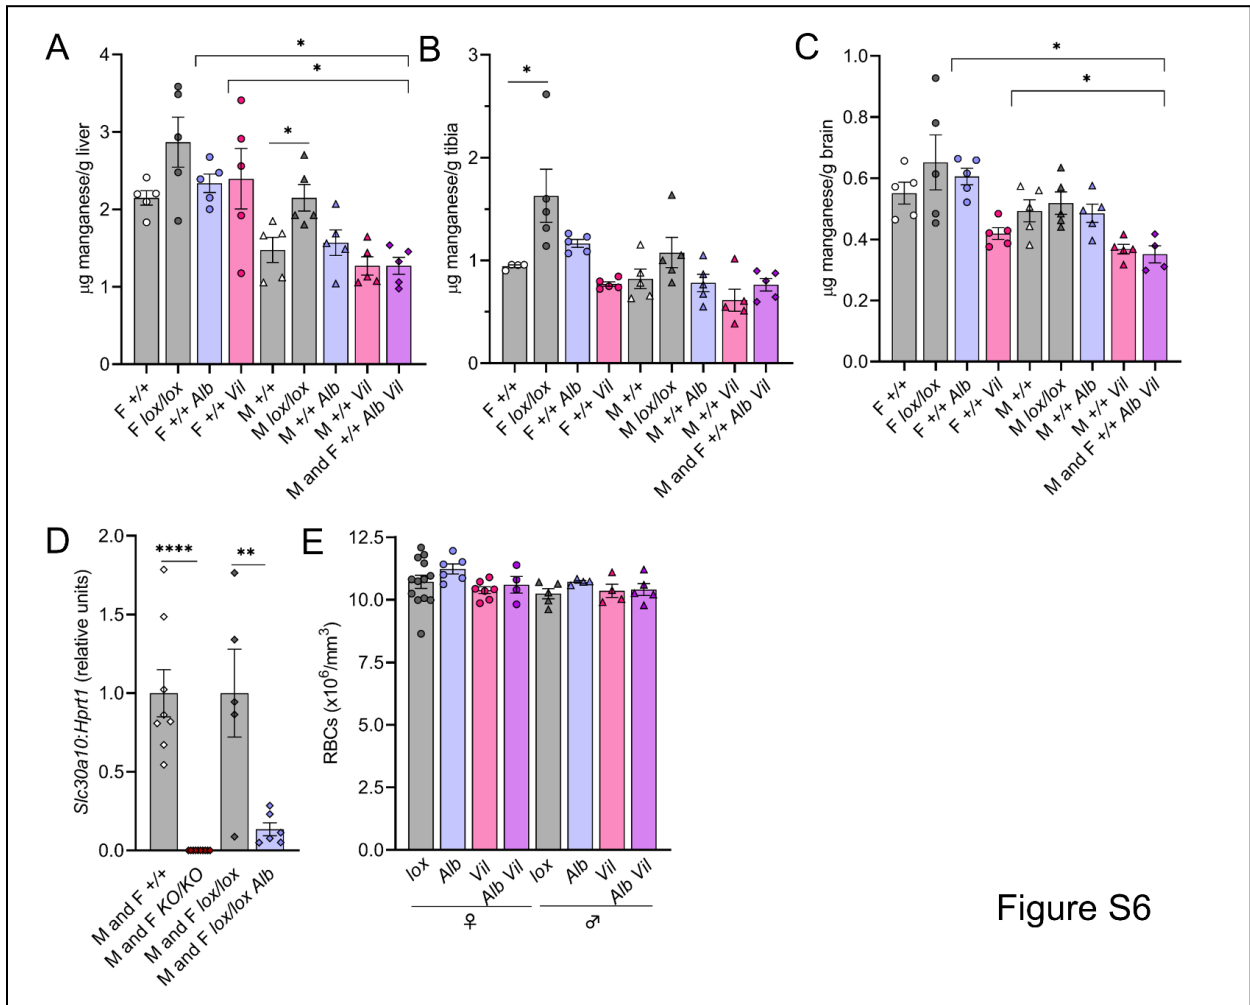 A
*
*
*
µg manganese/g liver
4
3
2
1
0
F +/+
F lox/lox
F +/+ Alb
F +/+ Vil
M +/+
M lox/lox
M +/+ Alb
M +/+ Vil
M and F +/+ Alb Vil
B
*
µg manganese/g tibia
3
2
1
0
F +/+
F lox/lox
F +/+ Alb
F +/+ Vil
M +/+
M lox/lox
M +/+ Alb
M +/+ Vil
M and F +/+ Alb Vil
C
*
*
µg manganese/g brain
1.0
0.8
0.6
0.4
0.2
0.0
F +/+
F lox/lox
F +/+ Alb
F +/+ Vil
M +/+
M lox/lox
M +/+ Alb
M +/+ Vil
M and F +/+ Alb Vil
D
****
**
Slc30a10:Hprt1 (relative units)
2.0
1.5
1.0
0.5
0.0
M and F +/+
M and F KO/KO
M and F lox/lox
M and F lox/lox Alb
E
RBCs (x10⁶/mm³)
12.5
10.0
7.5
5.0
2.5
0.0
lox
Alb
Vil
Alb Vil
lox
Alb
Vil
Alb Vil
♀
♂
Figure S6